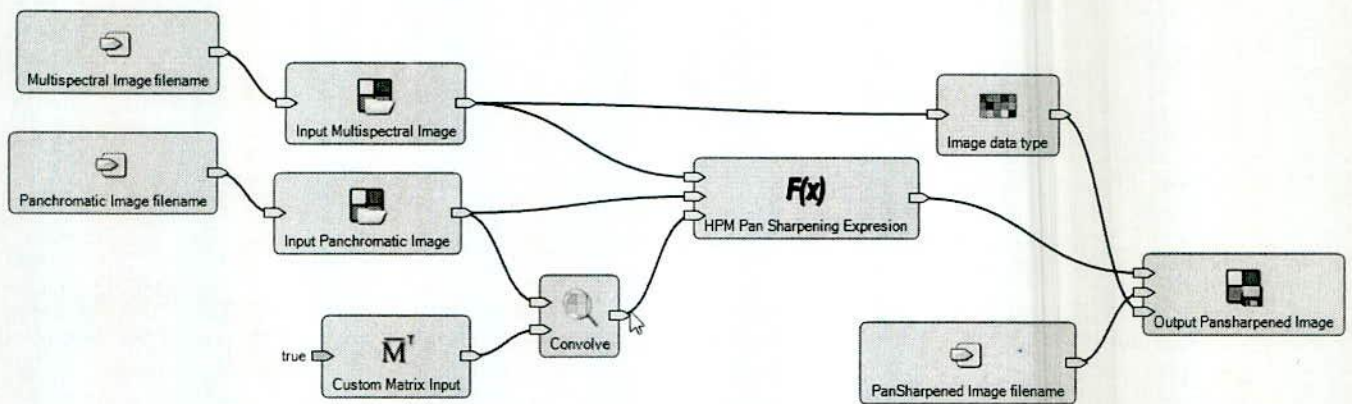 Multispectral Image filename
Input Multispectral Image
Image data type
Panchromatic Image filename
Input Panchromatic Image
F(x)
HPM Pan Sharpening Expresion
Convolve
Output Pansharpened Image
true
M T
Custom Matrix Input
PanSharpened Image filename